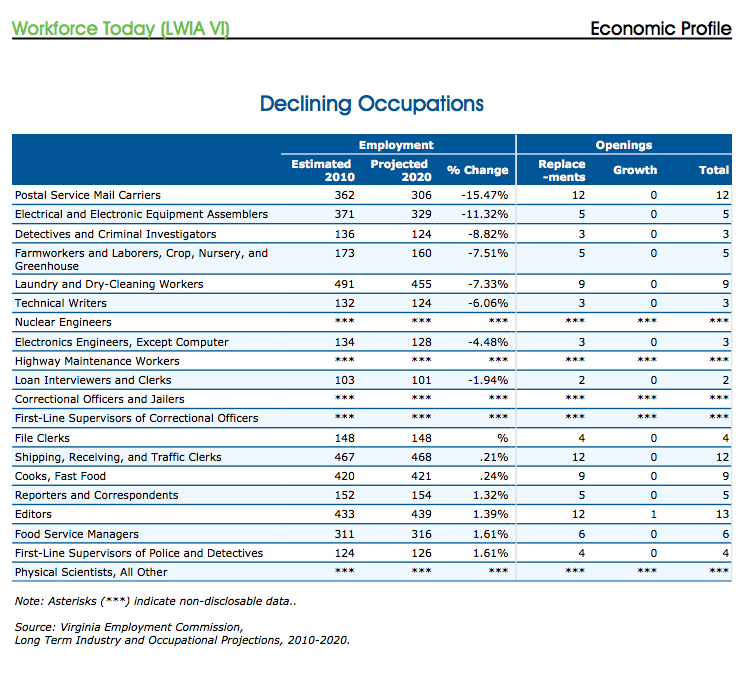 Workforce Today (LWIA VI) Economic Profile
Declining Occupations
Employment Openings
Estimated 2010 Projected 2020 % Change Replace-ments Growth Total
Postal Service Mail Carriers 362 306 -15.47% 12 0 12
Electrical and Electronic Equipment Assemblers 371 329 -11.32% 5 0 5
Detectives and Criminal Investigators 136 124 -8.82% 3 0 3
Farmworkers and Laborers, Crop, Nursery, and 173 160 -7.51% 5 0 5
Greenhouse
Laundry and Dry-Cleaning Workers 491 455 -7.33% 9 0 9
Technical Writers 132 124 -6.06% 3 0 3
Nuclear Engineers *** *** *** *** *** ***
Electronics Engineers, Except Computer 134 128 -4.48% 3 0 3
Highway Maintenance Workers *** *** *** *** *** ***
Loan Interviewers and Clerks 103 101 -1.94% 2 0 2
Correctional Officers and Jailers *** *** *** *** *** ***
First-Line Supervisors of Correctional Officers *** *** *** *** *** ***
File Clerks 148 148 % 4 0 4
Shipping, Receiving, and Traffic Clerks 467 468 .21% 12 0 12
Cooks, Fast Food 420 421 .24% 9 0 9
Reporters and Correspondents 152 154 1.32% 5 0 5
Editors 433 439 1.39% 12 1 13
Food Service Managers 311 316 1.61% 6 0 6
First-Line Supervisors of Police and Detectives 124 126 1.61% 4 0 4
Physical Scientists, All Other *** *** *** *** *** ***
Note: Asterisks (***) indicate non-disclosable data..
Source: Virginia Employment Commission,
Long Term Industry and Occupational Projections, 2010-2020.